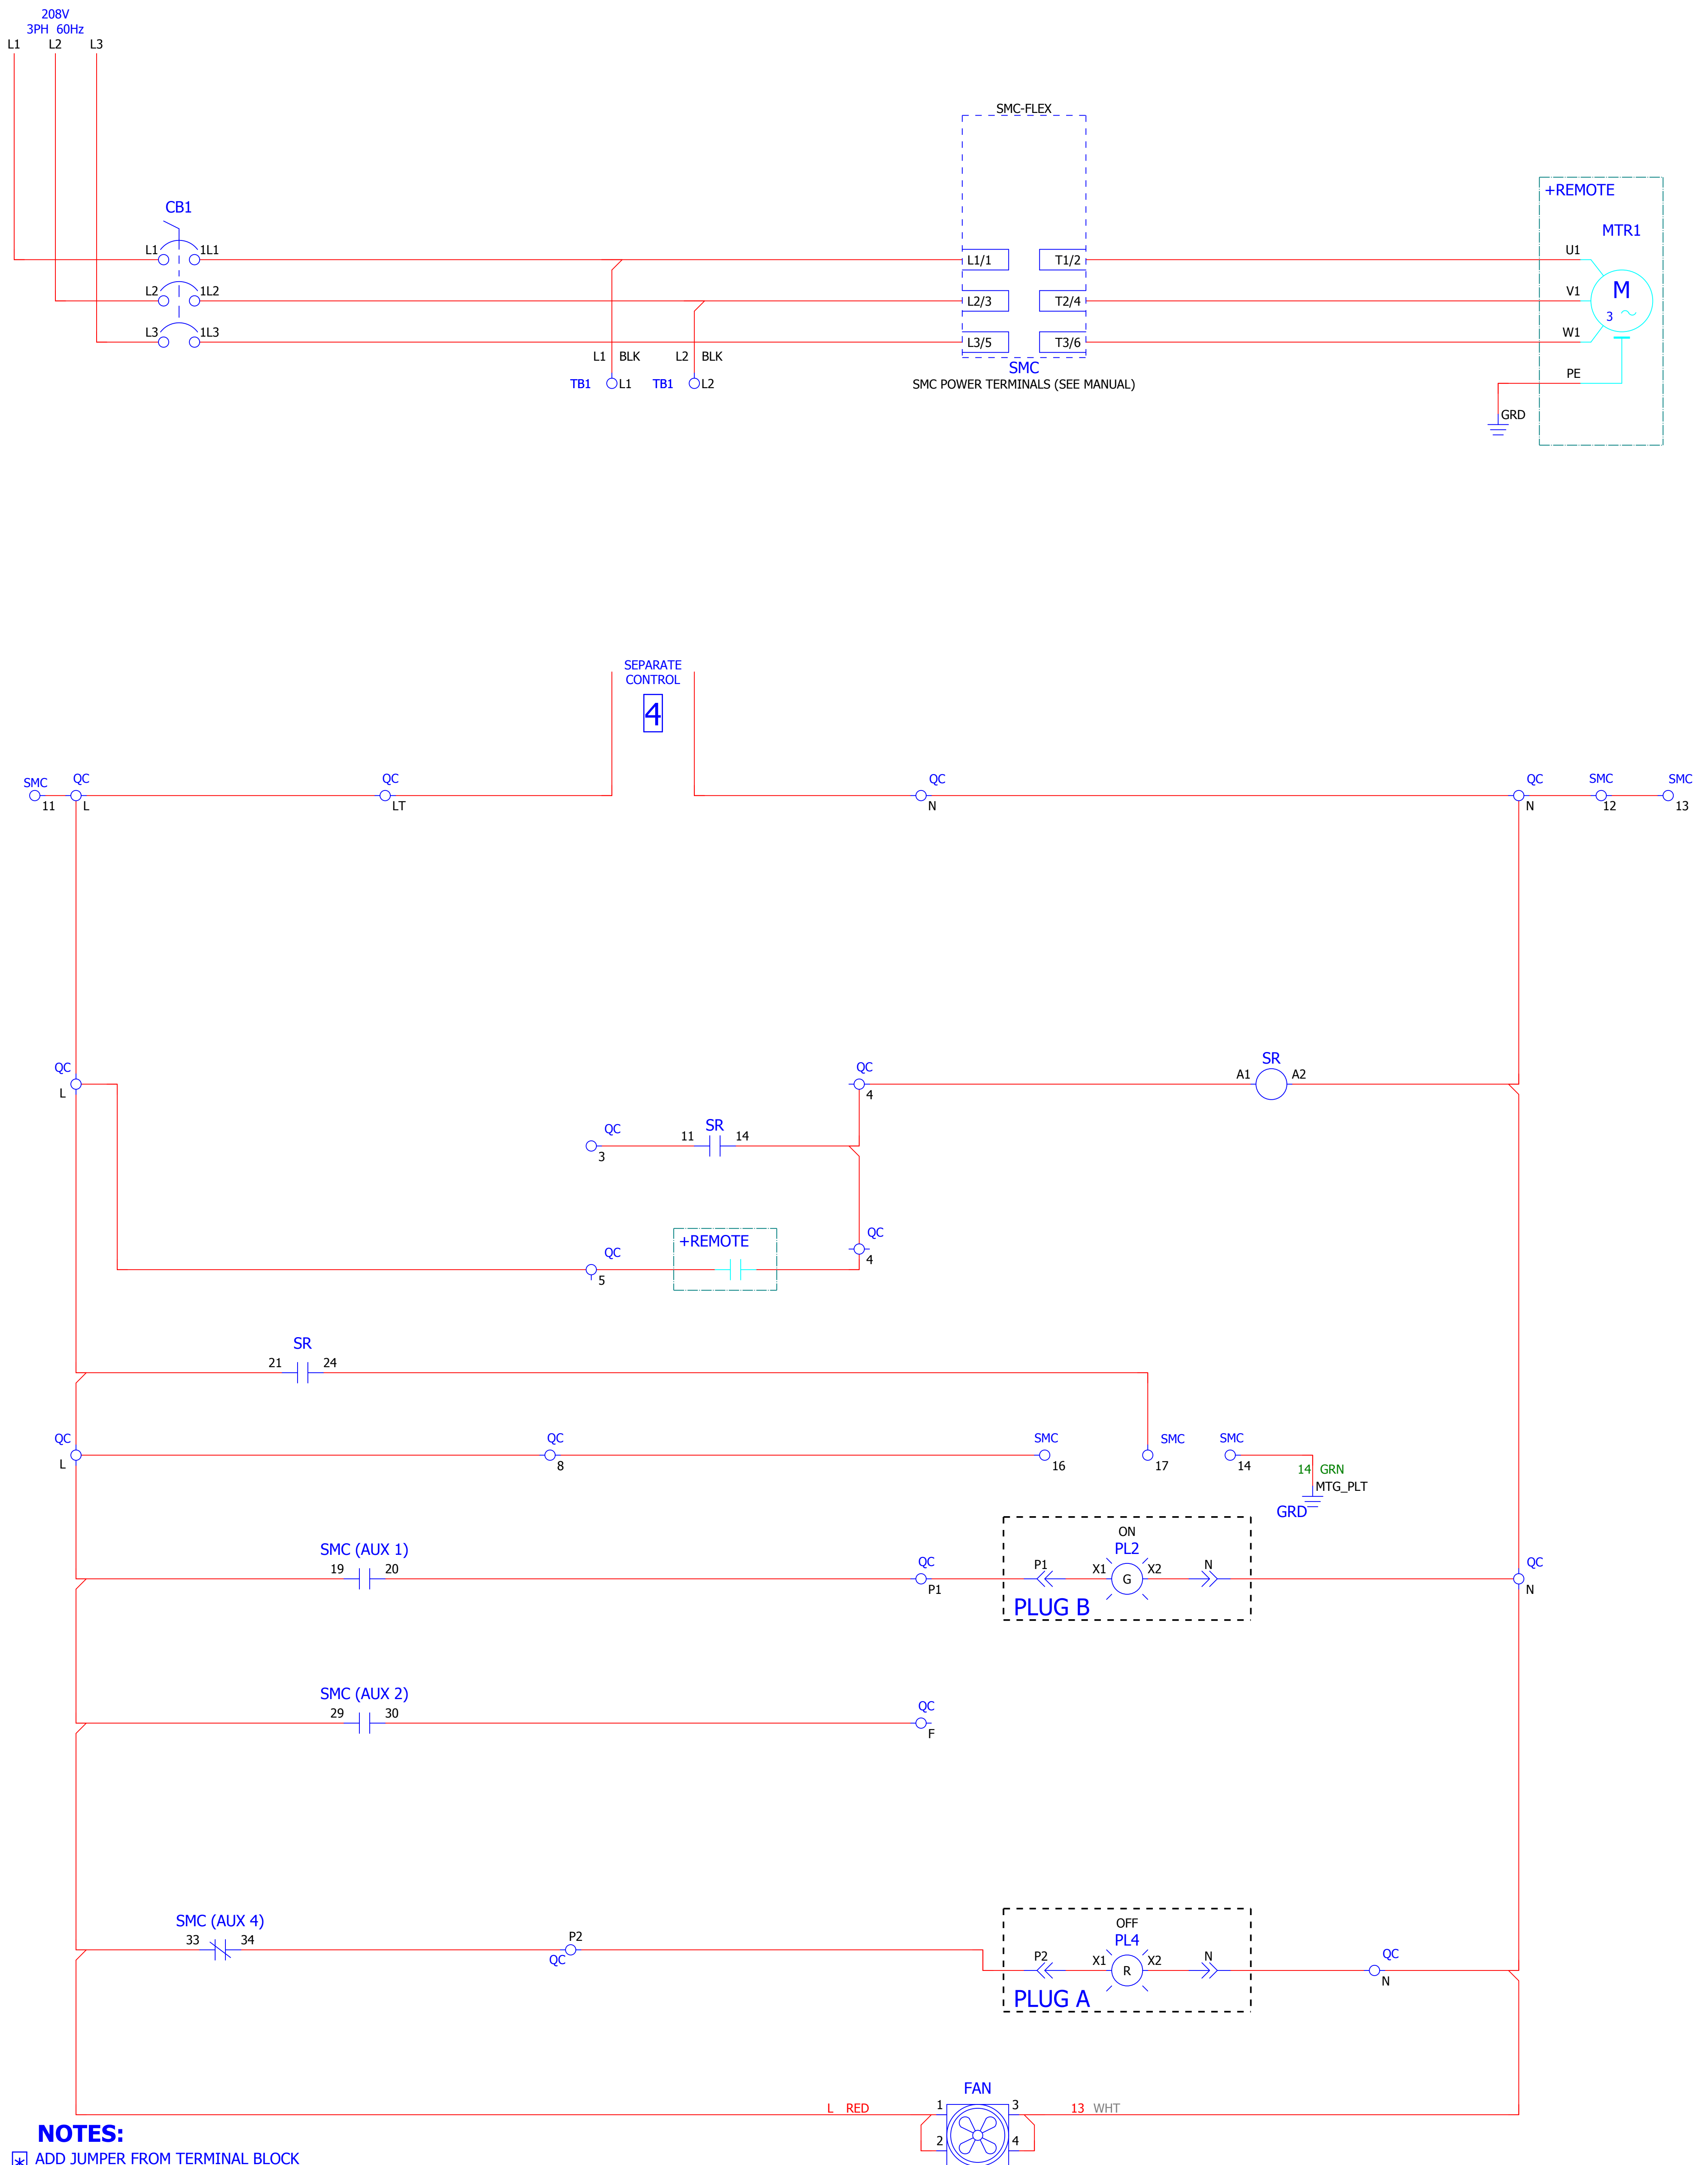 208V
3PH 60Hz
L1 L2 L3
SMC-FLEX
+REMOTE
CB1
MTR1
L1 1L1 L1/1 T1/2 U1
L2 1L2 L2/3 T2/4 V1 M
3
L3 1L3 L3/5 T3/6 W1
L1 BLK L2 BLK
SMC
TB1 L1 TB1 L2
SMC POWER TERMINALS (SEE MANUAL)
PE
GRD
SEPARATE
CONTROL
4
SMC QC QC QC QC SMC SMC
11 L LT N N 12 13
QC QC SR
A1 A2
L 4
QC SR
11 14
3
QC
4
QC +REMOTE
5
SR
21 24
QC QC SMC SMC SMC
L 8 16 17 14
14 GRN
MTG_PLT
GRD
ON
SMC (AUX 1) PL2
19 20 QC P1 X1 X2 N QC
G
P1 N
PLUG B
SMC (AUX 2)
29 30 QC
F
SMC (AUX 4) OFF
33 34 P2 PL4
QC P2 X1 X2 N QC
R
N
PLUG A
FAN
L RED 1 3 13 WHT
2 4
NOTES:
* ADD JUMPER FROM TERMINAL BLOCK